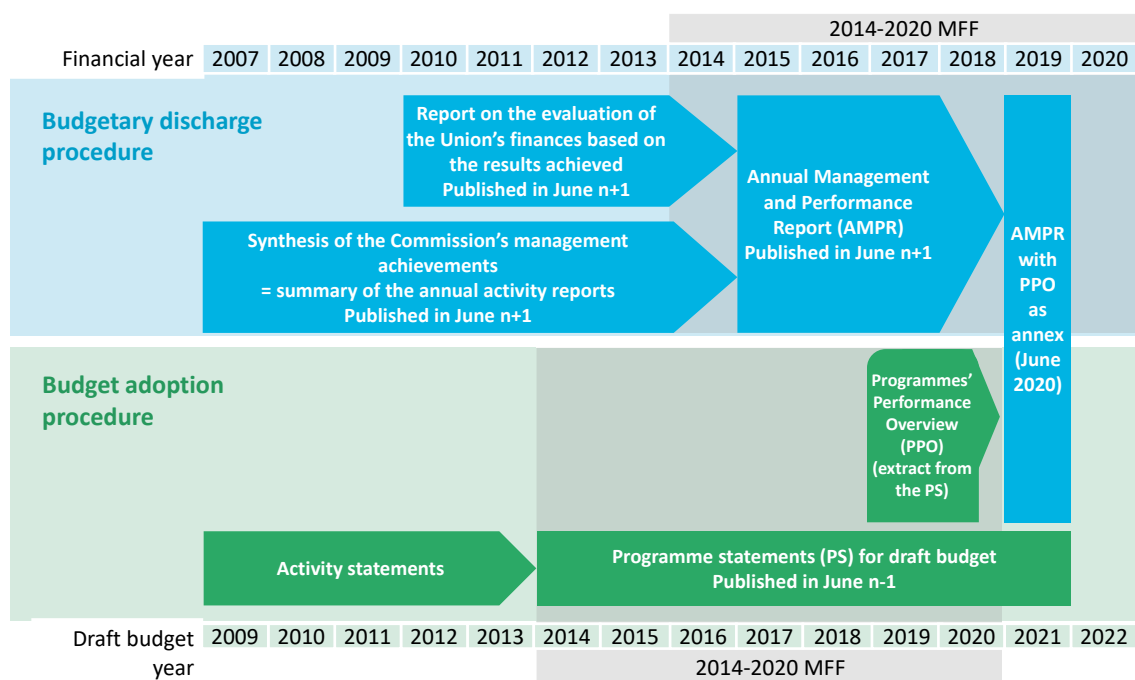 2014-2020 MFF
Financial year 2007 2008 2009 2010 2011 2012 2013 2014 2015 2016 2017 2018 2019 2020
Budgetary discharge
procedure
Report on the evaluation of
the Union’s finances based on
the results achieved
Published in June n+1
Annual Management
and Performance
Report (AMPR)
Published in June n+1
Synthesis of the Commission’s management
achievements
= summary of the annual activity reports
Published in June n+1
AMPR
with
PPO
as
annex
(June
2020)
Budget adoption
procedure
Programmes’
Performance
Overview
(PPO)
(extract from
the PS)
Activity statements
Programme statements (PS) for draft budget
Published in June n-1
Draft budget
year
2009 2010 2011 2012 2013 2014 2015 2016 2017 2018 2019 2020 2021 2022
2014-2020 MFF